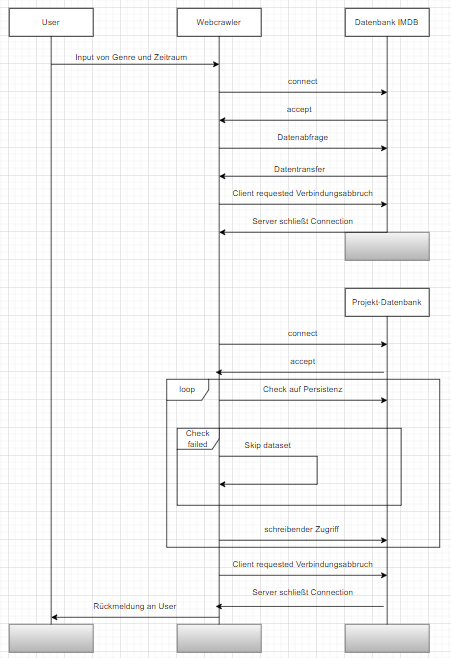 User
Webcrawler
Datenbank IMDB
Input von Genre und Zeitraum
connect
accept
Datenabfrage
Datentransfer
Client requested Verbindungsabbruch
Server schließt Connection
Projekt-Datenbank
connect
accept
loop
Check auf Persistenz
Check
failed
Skip dataset
schreibender Zugriff
Client requested Verbindungsabbruch
Server schließt Connection
Rückmeldung an User